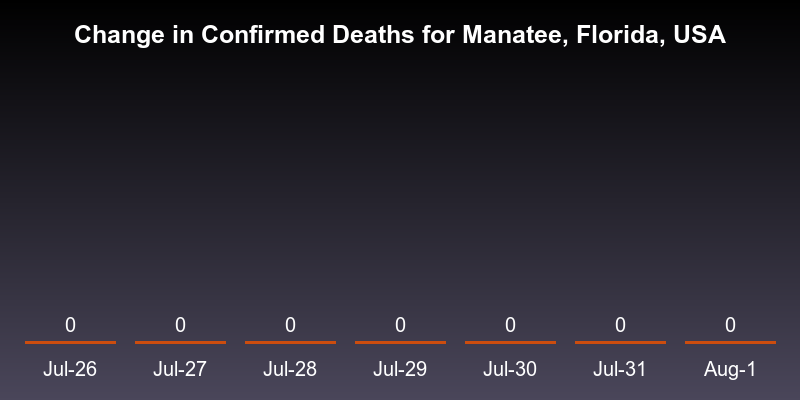 Change in Confirmed Deaths for Manatee, Florida, USA
0 0 0 0 0 0 0
Jul-26 Jul-27 Jul-28 Jul-29 Jul-30 Jul-31 Aug-1